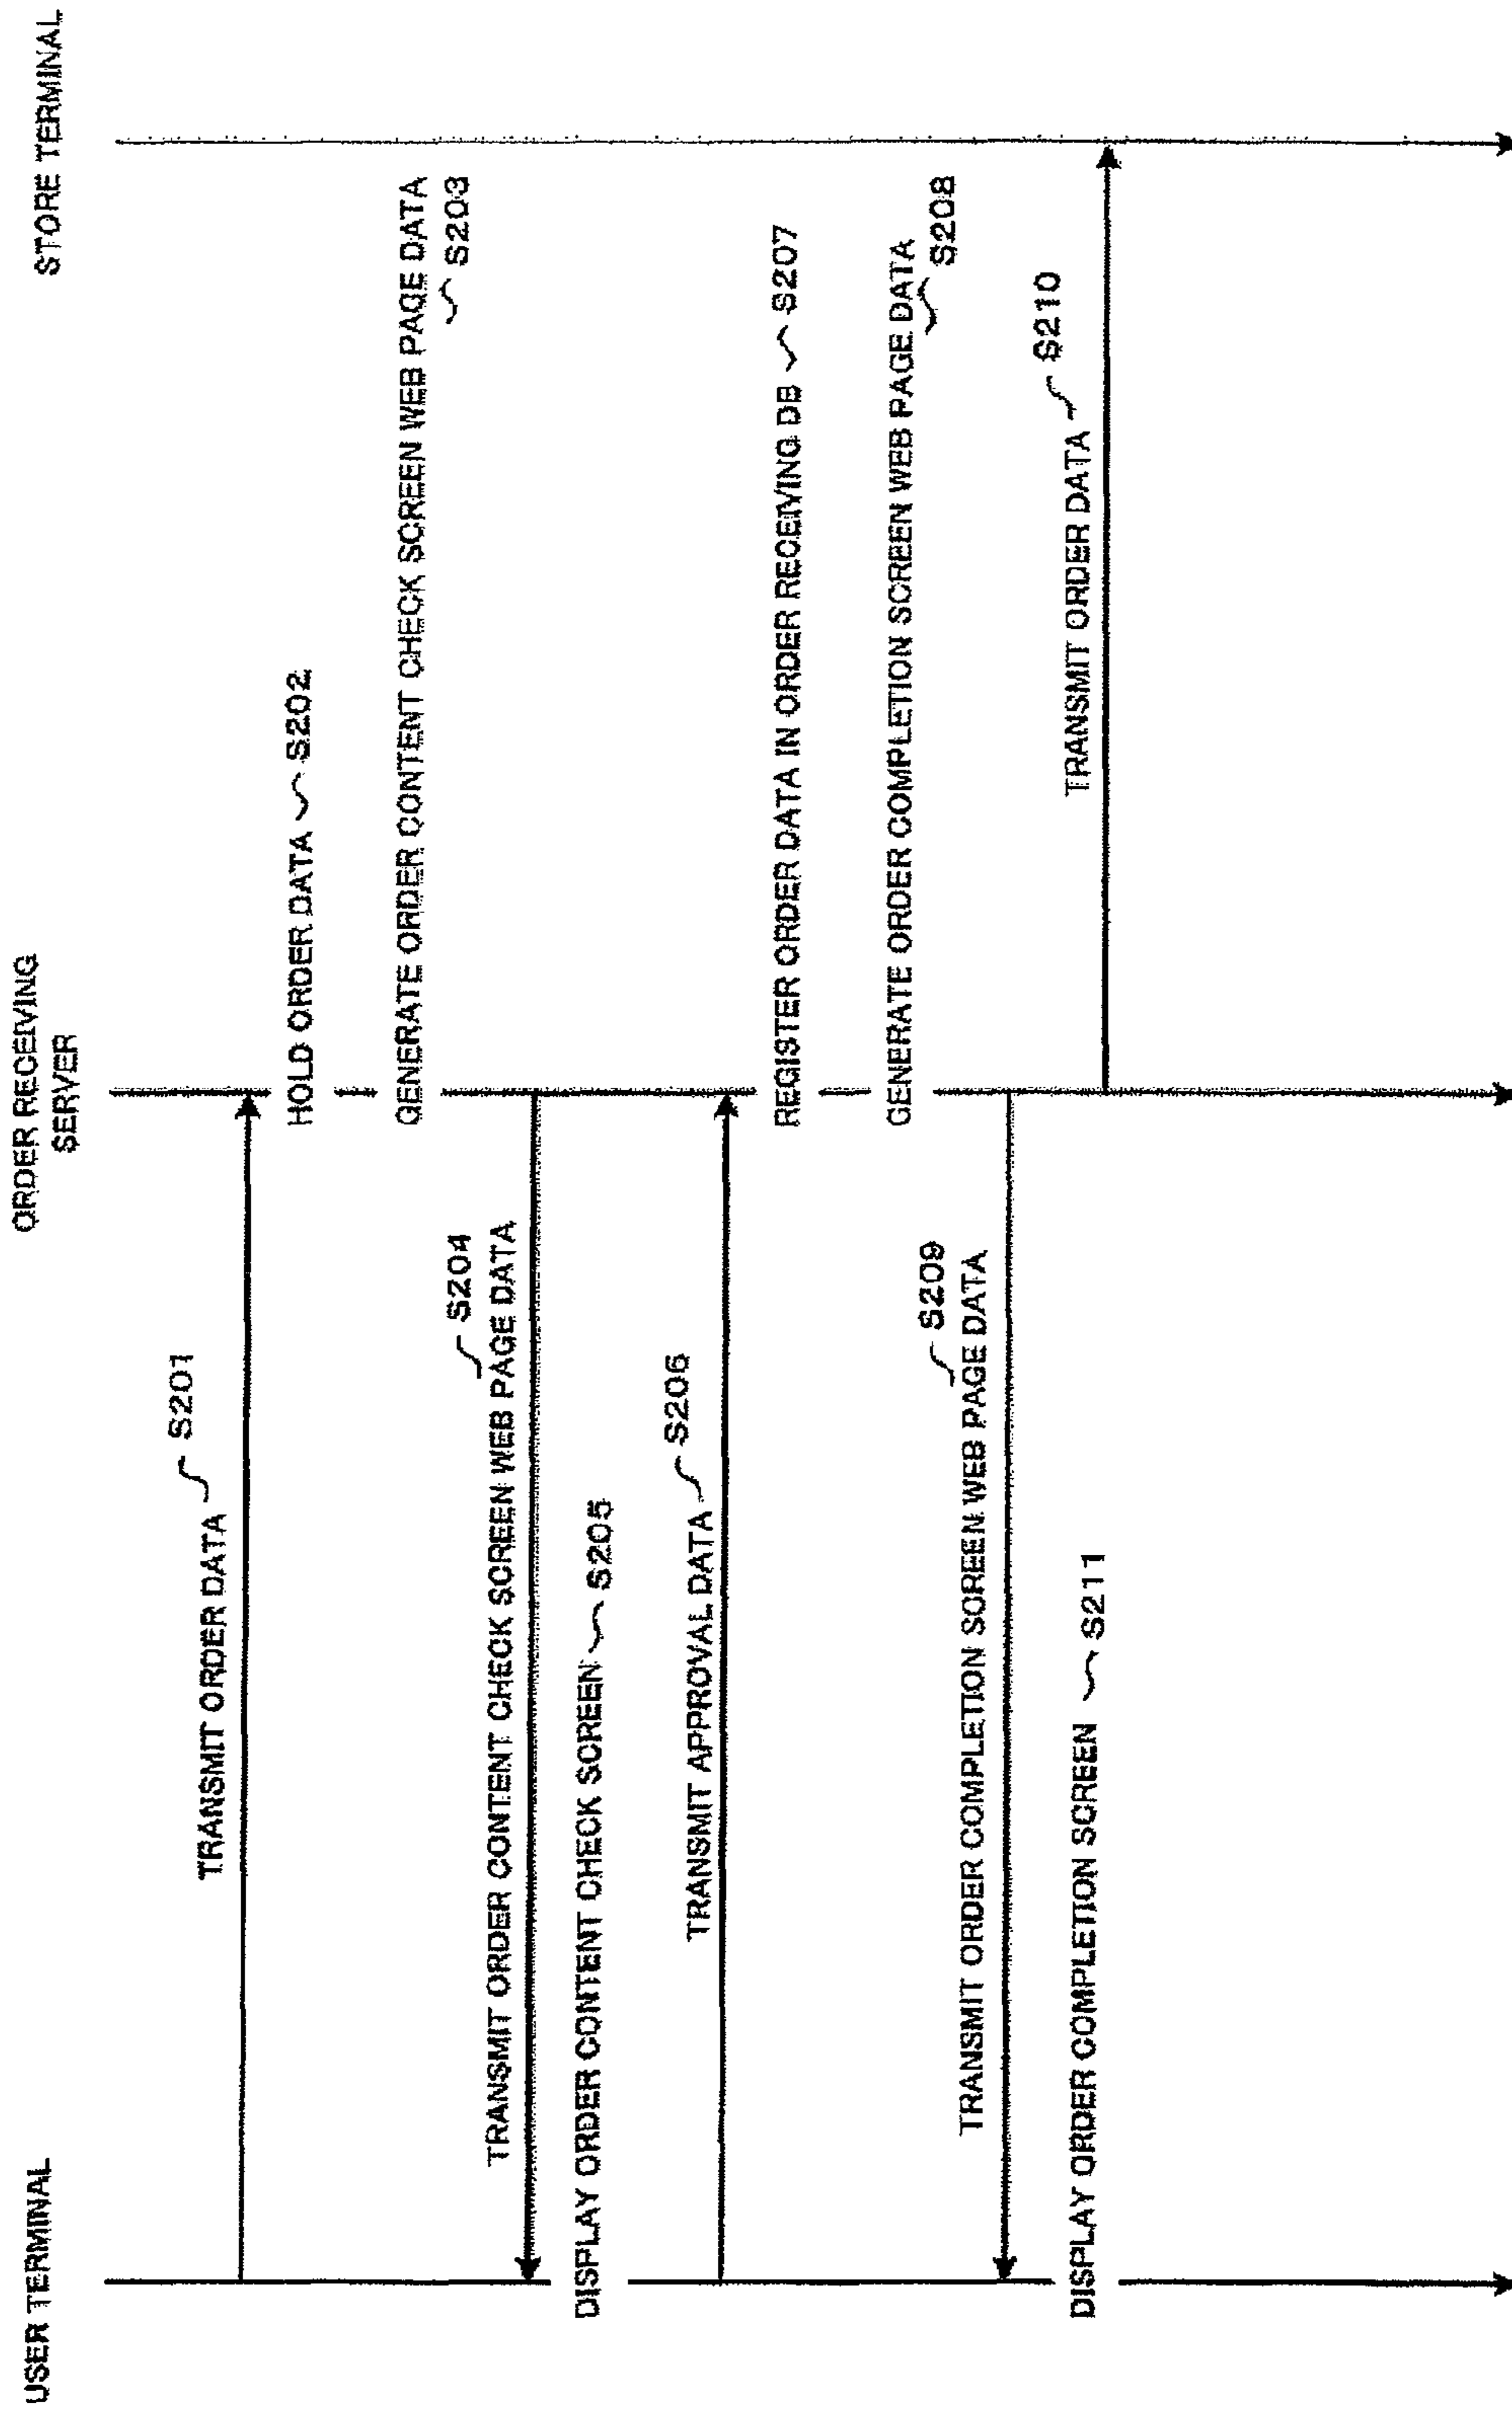 USER TERMINAL
ORDER RECEIVING
SERVER
STORE TERMINAL
S201
TRANSMIT ORDER DATA
HOLD ORDER DATA S202
GENERATE ORDER CONTENT CHECK SCREEN WEB PAGE DATA
S203
S204
TRANSMIT ORDER CONTENT CHECK SCREEN WEB PAGE DATA
DISPLAY ORDER CONTENT CHECK SCREEN S205
S206
TRANSMIT APPROVAL DATA
REGISTER ORDER DATA IN ORDER RECEIVING DB S207
GENERATE ORDER COMPLETION SCREEN WEB PAGE DATA
S208
S209
TRANSMIT ORDER COMPLETION SCREEN WEB PAGE DATA
S210
TRANSMIT ORDER DATA
DISPLAY ORDER COMPLETION SCREEN S211